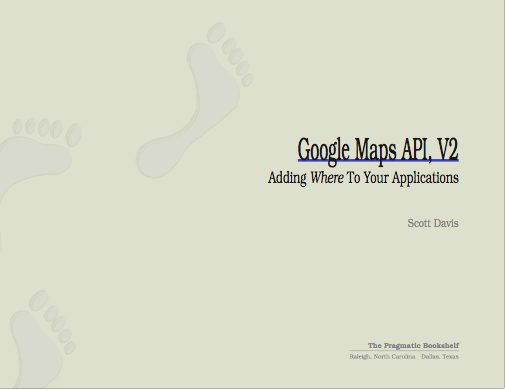 Google Maps API, V2
Adding Where To Your Applications
Scott Davis
The Pragmatic Bookshelf
Raleigh, North Carolina Dallas, Texas